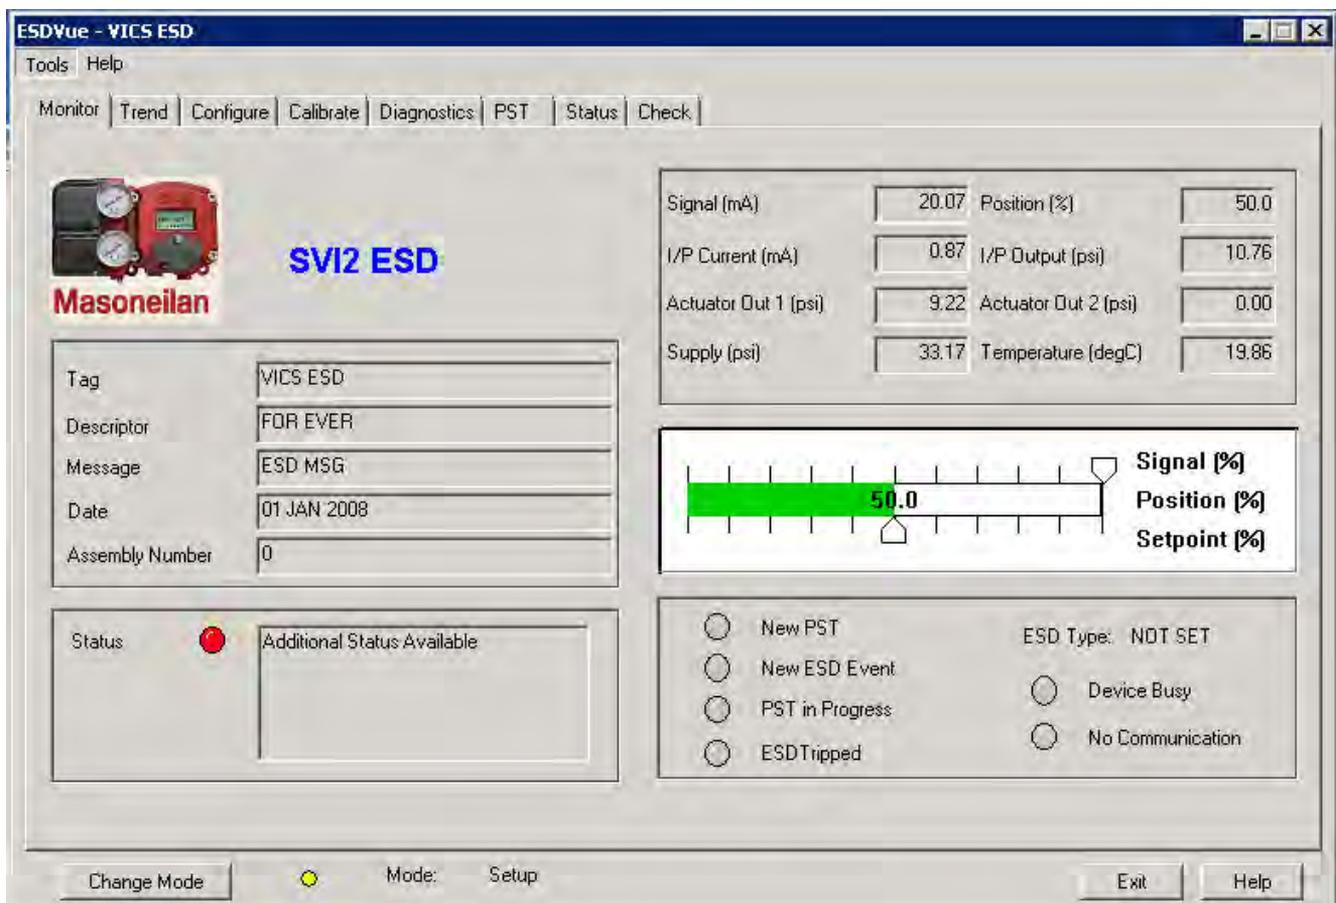 ESDVue - VICS ESD
Tools Help
Monitor Trend Configure Calibrate Diagnostics PST Status Check
Masoneilan
SVI2 ESD
Signal (mA) 20.07 Position (%) 50.0
I/P Current (mA) 0.87 I/P Output (psi) 10.76
Actuator Out 1 (psi) 9.22 Actuator Out 2 (psi) 0.00
Supply (psi) 33.17 Temperature (degC) 19.86
Tag VICS ESD
Descriptor FOR EVER
Message ESD MSG
Date 01 JAN 2008
Assembly Number 0
Signal (%)
50.0 Position (%)
Setpoint (%)
Status Additional Status Available
New PST
New ESD Event
PST in Progress
ESDTripped
ESD Type: NOT SET
Device Busy
No Communication
Change Mode Mode: Setup Exit Help